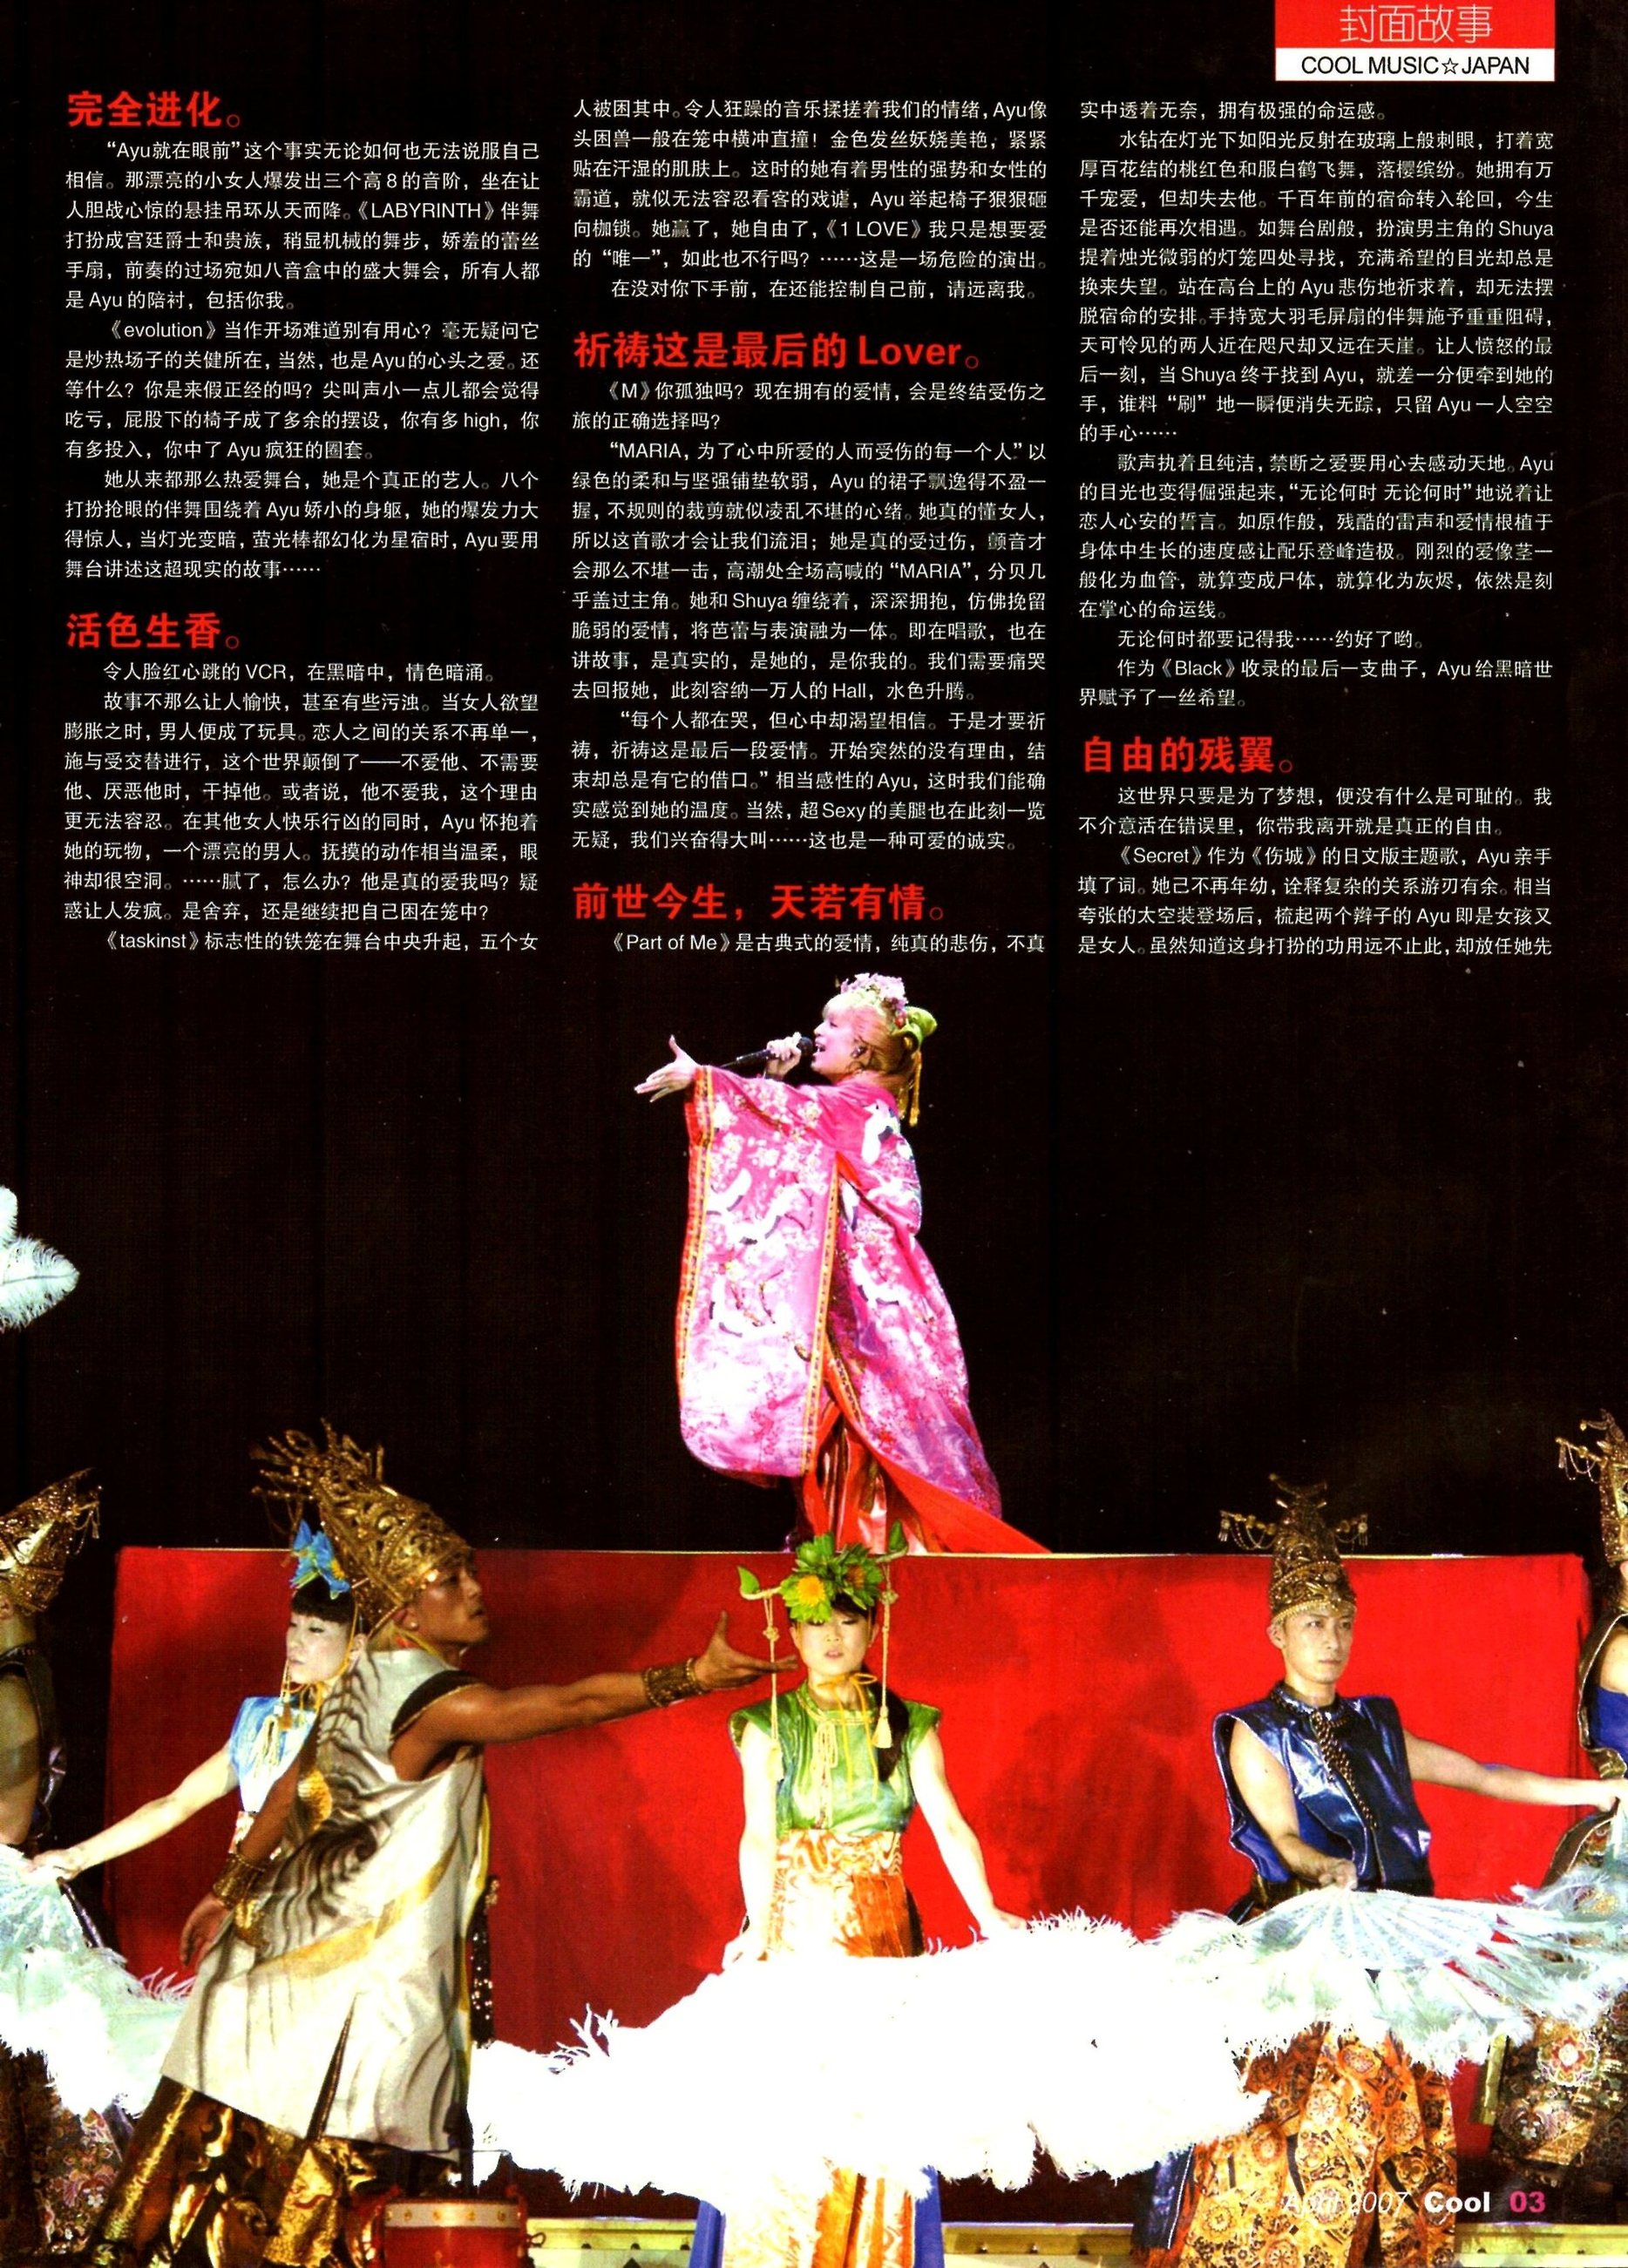 封面故事
COOL MUSIC☆JAPAN
完全进化。
“Ayu就在眼前”这个事实无论如何也无法说服自己
相信。那漂亮的小女人爆发出三个高8的音阶，坐在让
人胆战心惊的悬挂吊环从天而降。《LABYRINTH》伴舞
打扮成宫廷爵士和贵族，稍显机械的舞步，娇羞的蕾丝
手扇，前奏的过场宛如八音盒中的盛大舞会，所有人都
是Ayu的陪衬，包括你我。
《evolution》当作开场难道别有用心？毫无疑问它
是炒热场子的关健所在，当然，也是Ayu的心头之爱。还
等什么？你是来假正经的吗？尖叫声小一点儿都会觉得
吃亏，屁股下的椅子成了多余的摆设，你有多high，你
有多投入，你中了Ayu疯狂的圈套。
她从来都那么热爱舞台，她是个真正的艺人。八个
打扮抢眼的伴舞围绕着Ayu娇小的身躯，她的爆发力大
得惊人，当灯光变暗，萤光棒都幻化为星宿时，Ayu要用
舞台讲述这超现实的故事……
活色生香。
令人脸红心跳的VCR，在黑暗中，情色暗涌。
故事不那么让人愉快，甚至有些污浊。当女人欲望
膨胀之时，男人便成了玩具。恋人之间的关系不再单一，
施与受交替进行，这个世界颠倒了——不爱他、不需要
他、厌恶他时，干掉他。或者说，他不爱我，这个理由
更无法容忍。在其他女人快乐行凶的同时，Ayu怀抱着
她的玩物，一个漂亮的男人。抚摸的动作相当温柔，眼
神却很空洞。……腻了，怎么办？他是真的爱我吗？疑
惑让人发疯。是舍弃，还是继续把自己困在笼中？
《taskinst》标志性的铁笼在舞台中央升起，五个女
人被困其中。令人狂躁的音乐揉搓着我们的情绪，Ayu像
头困兽一般在笼中横冲直撞！金色发丝妖娆美艳，紧紧
贴在汗湿的肌肤上。这时的她有着男性的强势和女性的
霸道，就似无法容忍看客的戏谑，Ayu举起椅子狠狠砸
向枷锁。她赢了，她自由了，《1 LOVE》我只是想要爱
的“唯一”，如此也不行吗？……这是一场危险的演出。
在没对你下手前，在还能控制自己前，请远离我。
祈祷这是最后的Lover。
《M》你孤独吗？现在拥有的爱情，会是终结受伤之
旅的正确选择吗？
“MARIA，为了心中所爱的人而受伤的每一个人”以
绿色的柔和与坚强铺垫软弱，Ayu的裙子飘逸得不盈一
握，不规则的裁剪就似凌乱不堪的心绪。她真的懂女人，
所以这首歌才会让我们流泪；她是真的受过伤，颤音才
会那么不堪一击，高潮处全场高喊的“MARIA”，分贝几
乎盖过主角。她和Shuya缠绕着，深深拥抱，仿佛挽留
脆弱的爱情，将芭蕾与表演融为一体。即在唱歌，也在
讲故事，是真实的，是她的，是你我的。我们需要痛哭
去回报她，此刻容纳一万人的Hall，水色升腾。
“每个人都在哭，但心中却渴望相信。于是才要祈
祷，祈祷这是最后一段爱情。开始突然的没有理由，结
束却总是有它的借口。”相当感性的Ayu，这时我们能确
实感觉到她的温度。当然，超Sexy的美腿也在此刻一览
无疑，我们兴奋得大叫……这也是一种可爱的诚实。
前世今生，天若有情。
《Part of Me》是古典式的爱情，纯真的悲伤，不真
实中透着无奈，拥有极强的命运感。
水钻在灯光下如阳光反射在玻璃上般刺眼，打着宽
厚百花结的桃红色和服白鹤飞舞，落樱缤纷。她拥有万
千宠爱，但却失去他。千百年前的宿命转入轮回，今生
是否还能再次相遇。如舞台剧般，扮演男主角的Shuya
提着烛光微弱的灯笼四处寻找，充满希望的目光却总是
换来失望。站在高台上的Ayu悲伤地祈求着，却无法摆
脱宿命的安排。手持宽大羽毛屏扇的伴舞施予重重阻碍，
天可怜见的两人近在咫尺却又远在天崖。让人愤怒的最
后一刻，当Shuya终于找到Ayu，就差一分便牵到她的
手，谁料“刷”地一瞬便消失无踪，只留Ayu一人空空
的手心……
歌声执着且纯洁，禁断之爱要用心去感动天地。Ayu
的目光也变得倔强起来，“无论何时 无论何时”地说着让
恋人心安的誓言。如原作般，残酷的雷声和爱情根植于
身体中生长的速度感让配乐登峰造极。刚烈的爱像茎一
般化为血管，就算变成尸体，就算化为灰烬，依然是刻
在掌心的命运线。
无论何时都要记得我……约好了哟。
作为《Black》收录的最后一支曲子，Ayu给黑暗世
界赋予了一丝希望。
自由的残翼。
这世界只要是为了梦想，便没有什么是可耻的。我
不介意活在错误里，你带我离开就是真正的自由。
《Secret》作为《伤城》的日文版主题歌，Ayu亲手
填了词。她己不再年幼，诠释复杂的关系游刃有余。相当
夸张的太空装登场后，梳起两个辫子的Ayu即是女孩又
是女人。虽然知道这身打扮的功用远不止此，却放任她先
April 2007 Cool 03